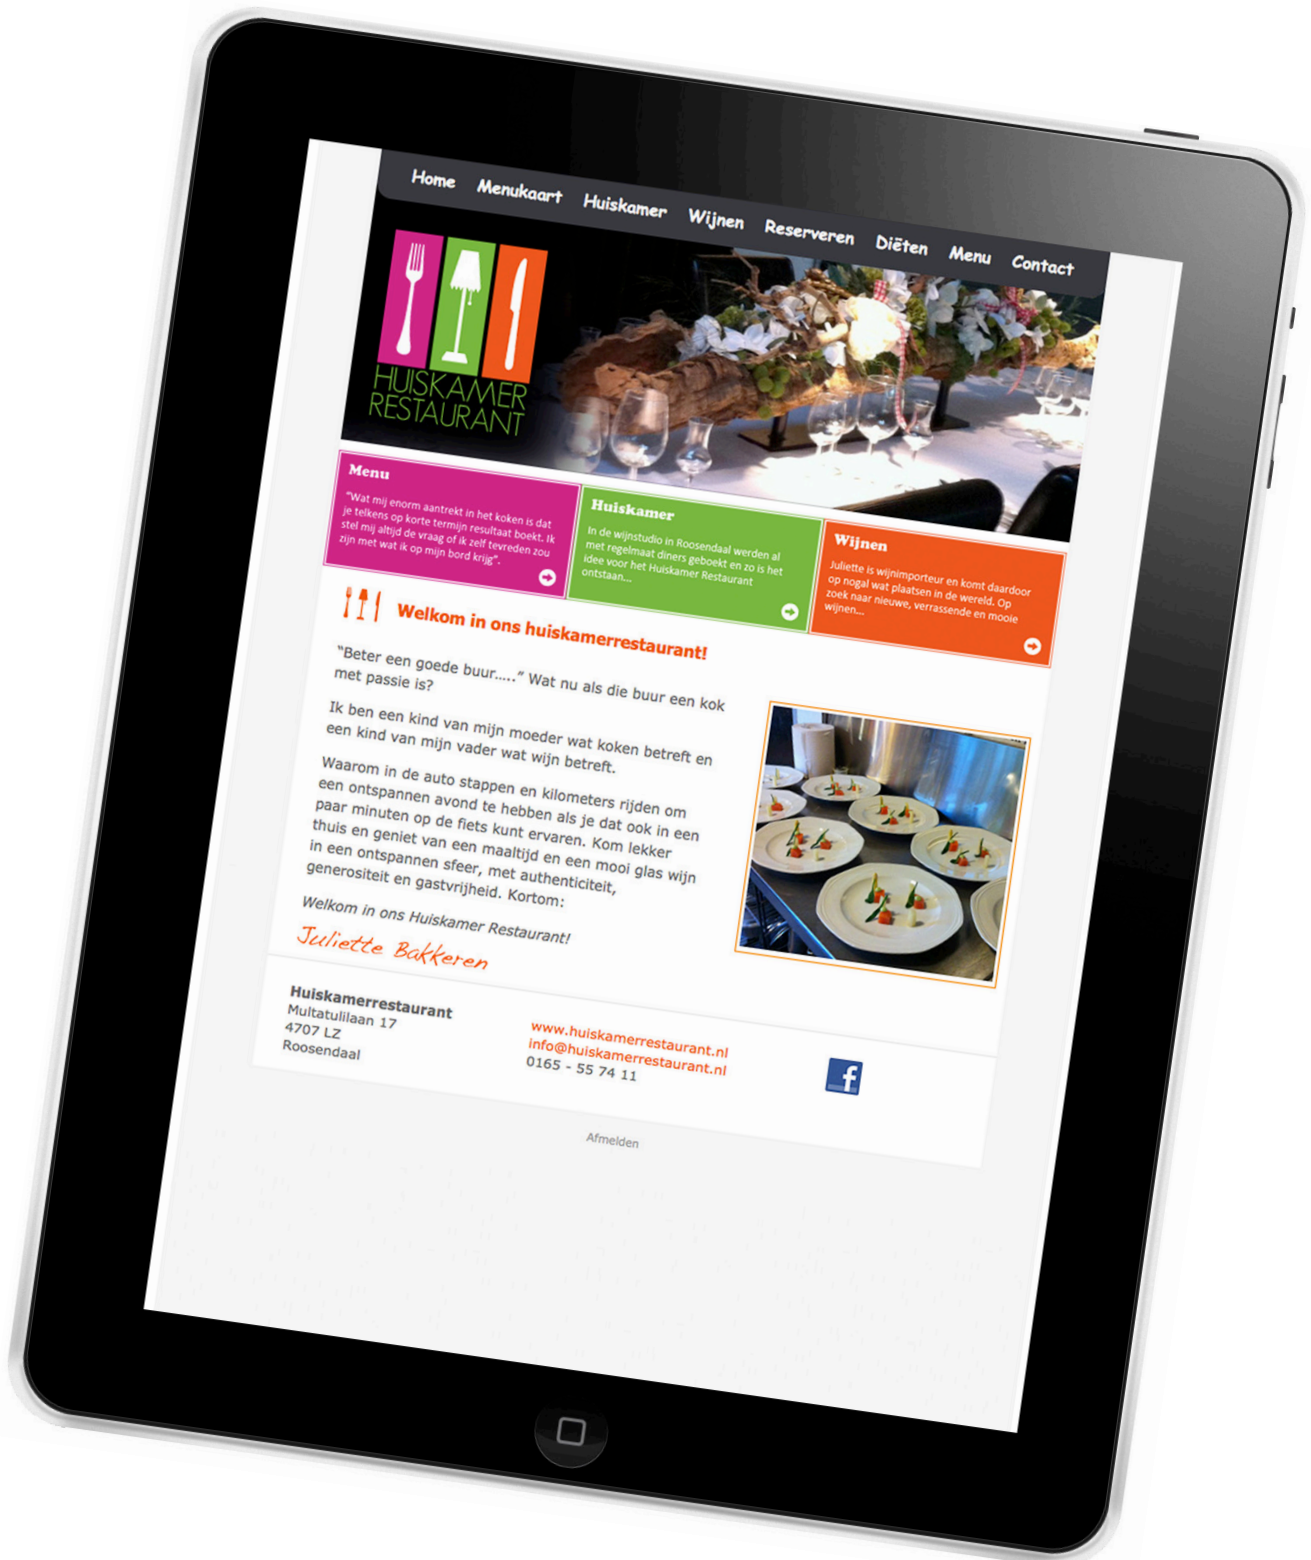 Home Menukaart Huiskamer Wijnen Reserveren Diëten Menu Contact
HUISKAMER
RESTAURANT
Menu
"Wat mij enorm aantrekt in het koken is dat
je telkens op korte termijn resultaat boekt. Ik
stel mij altijd de vraag of ik zelf tevreden zou
zijn met wat ik op mijn bord krijg".
Huiskamer
In de wijnstudio in Roosendaal werden al
met regelmaat diners geboekt en zo is het
idee voor het Huiskamer Restaurant
ontstaan...
Wijnen
Juliette is wijnimporteur en komt daardoor
op nogal wat plaatsen in de wereld. Op
zoek naar nieuwe, verrassende en mooie
wijnen...
Welkom in ons huiskamerrestaurant!
"Beter een goede buur....." Wat nu als die buur een kok
met passie is?
Ik ben een kind van mijn moeder wat koken betreft en
een kind van mijn vader wat wijn betreft.
Waarom in de auto stappen en kilometers rijden om
een ontspannen avond te hebben als je dat ook in een
paar minuten op de fiets kunt ervaren. Kom lekker
thuis en geniet van een maaltijd en een mooi glas wijn
in een ontspannen sfeer, met authenticiteit,
generositeit en gastvrijheid. Kortom:
Welkom in ons Huiskamer Restaurant!
Juliette Bakkeren
Huiskamerrestaurant
Multatulilaan 17
4707 LZ
Roosendaal
www.huiskamerrestaurant.nl
info@huiskamerrestaurant.nl
0165 - 55 74 11
f
Afmelden